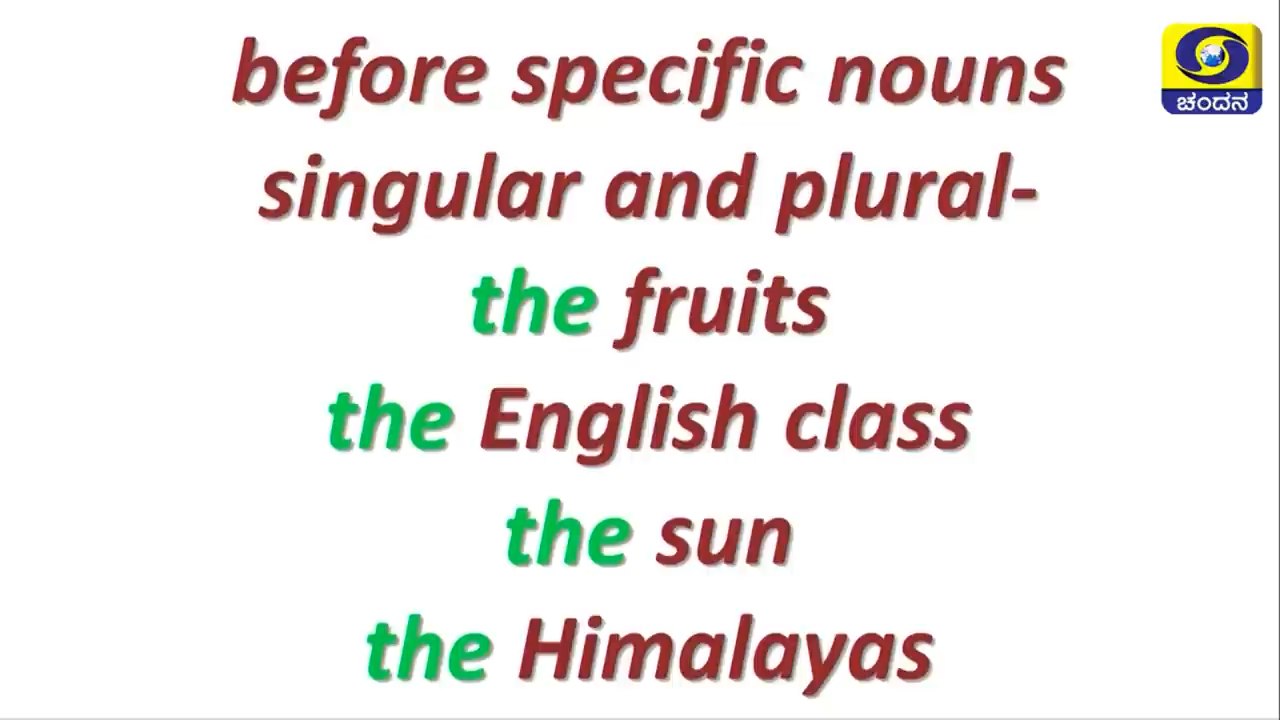 before specific nouns
singular and plural-
the fruits
the English class
the sun
the Himalayas
ಚಂದನ